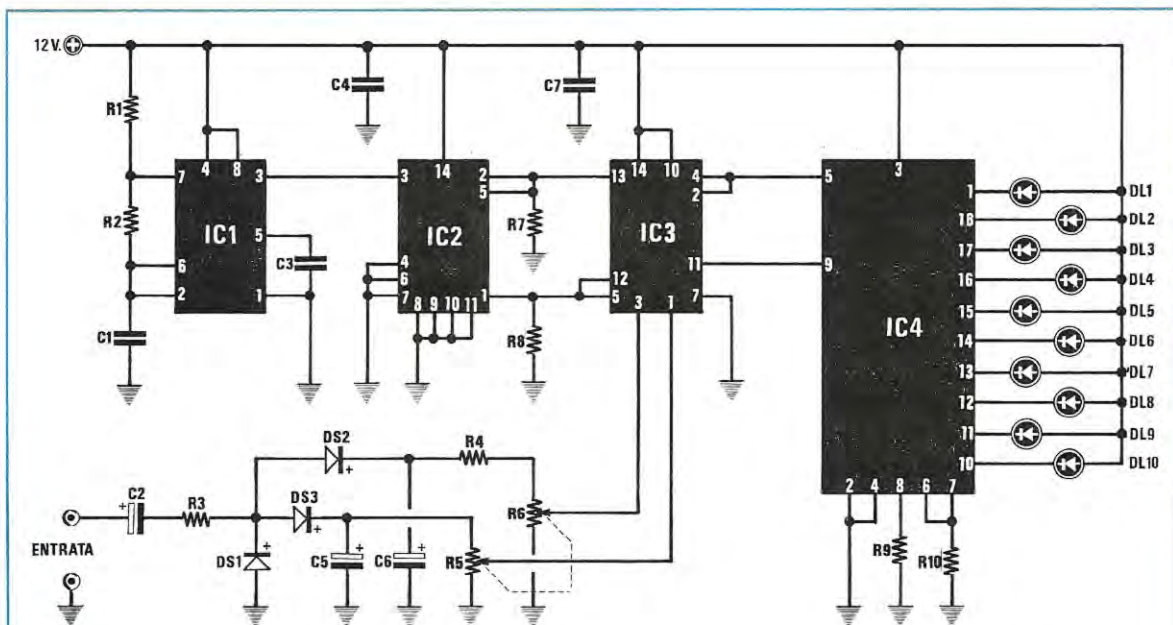 12 V.
R1
R2
C1
7
6
2
4 8
3
5
1
IC1
C3
C4
14
3
4
6
7
8 9 10 11
2
5
1
IC2
R7
R8
C7
14 10
13
12
5
3 1
4
2
11
7
IC3
3
5
9
IC4
1
18
17
16
15
14
13
12
11
10
2 4 8 6 7
DL1
DL2
DL3
DL4
DL5
DL6
DL7
DL8
DL9
DL10
R9
R10
ENTRATA
C2
R3
DS1
DS2
DS3
C5
C6
R4
R5
R6